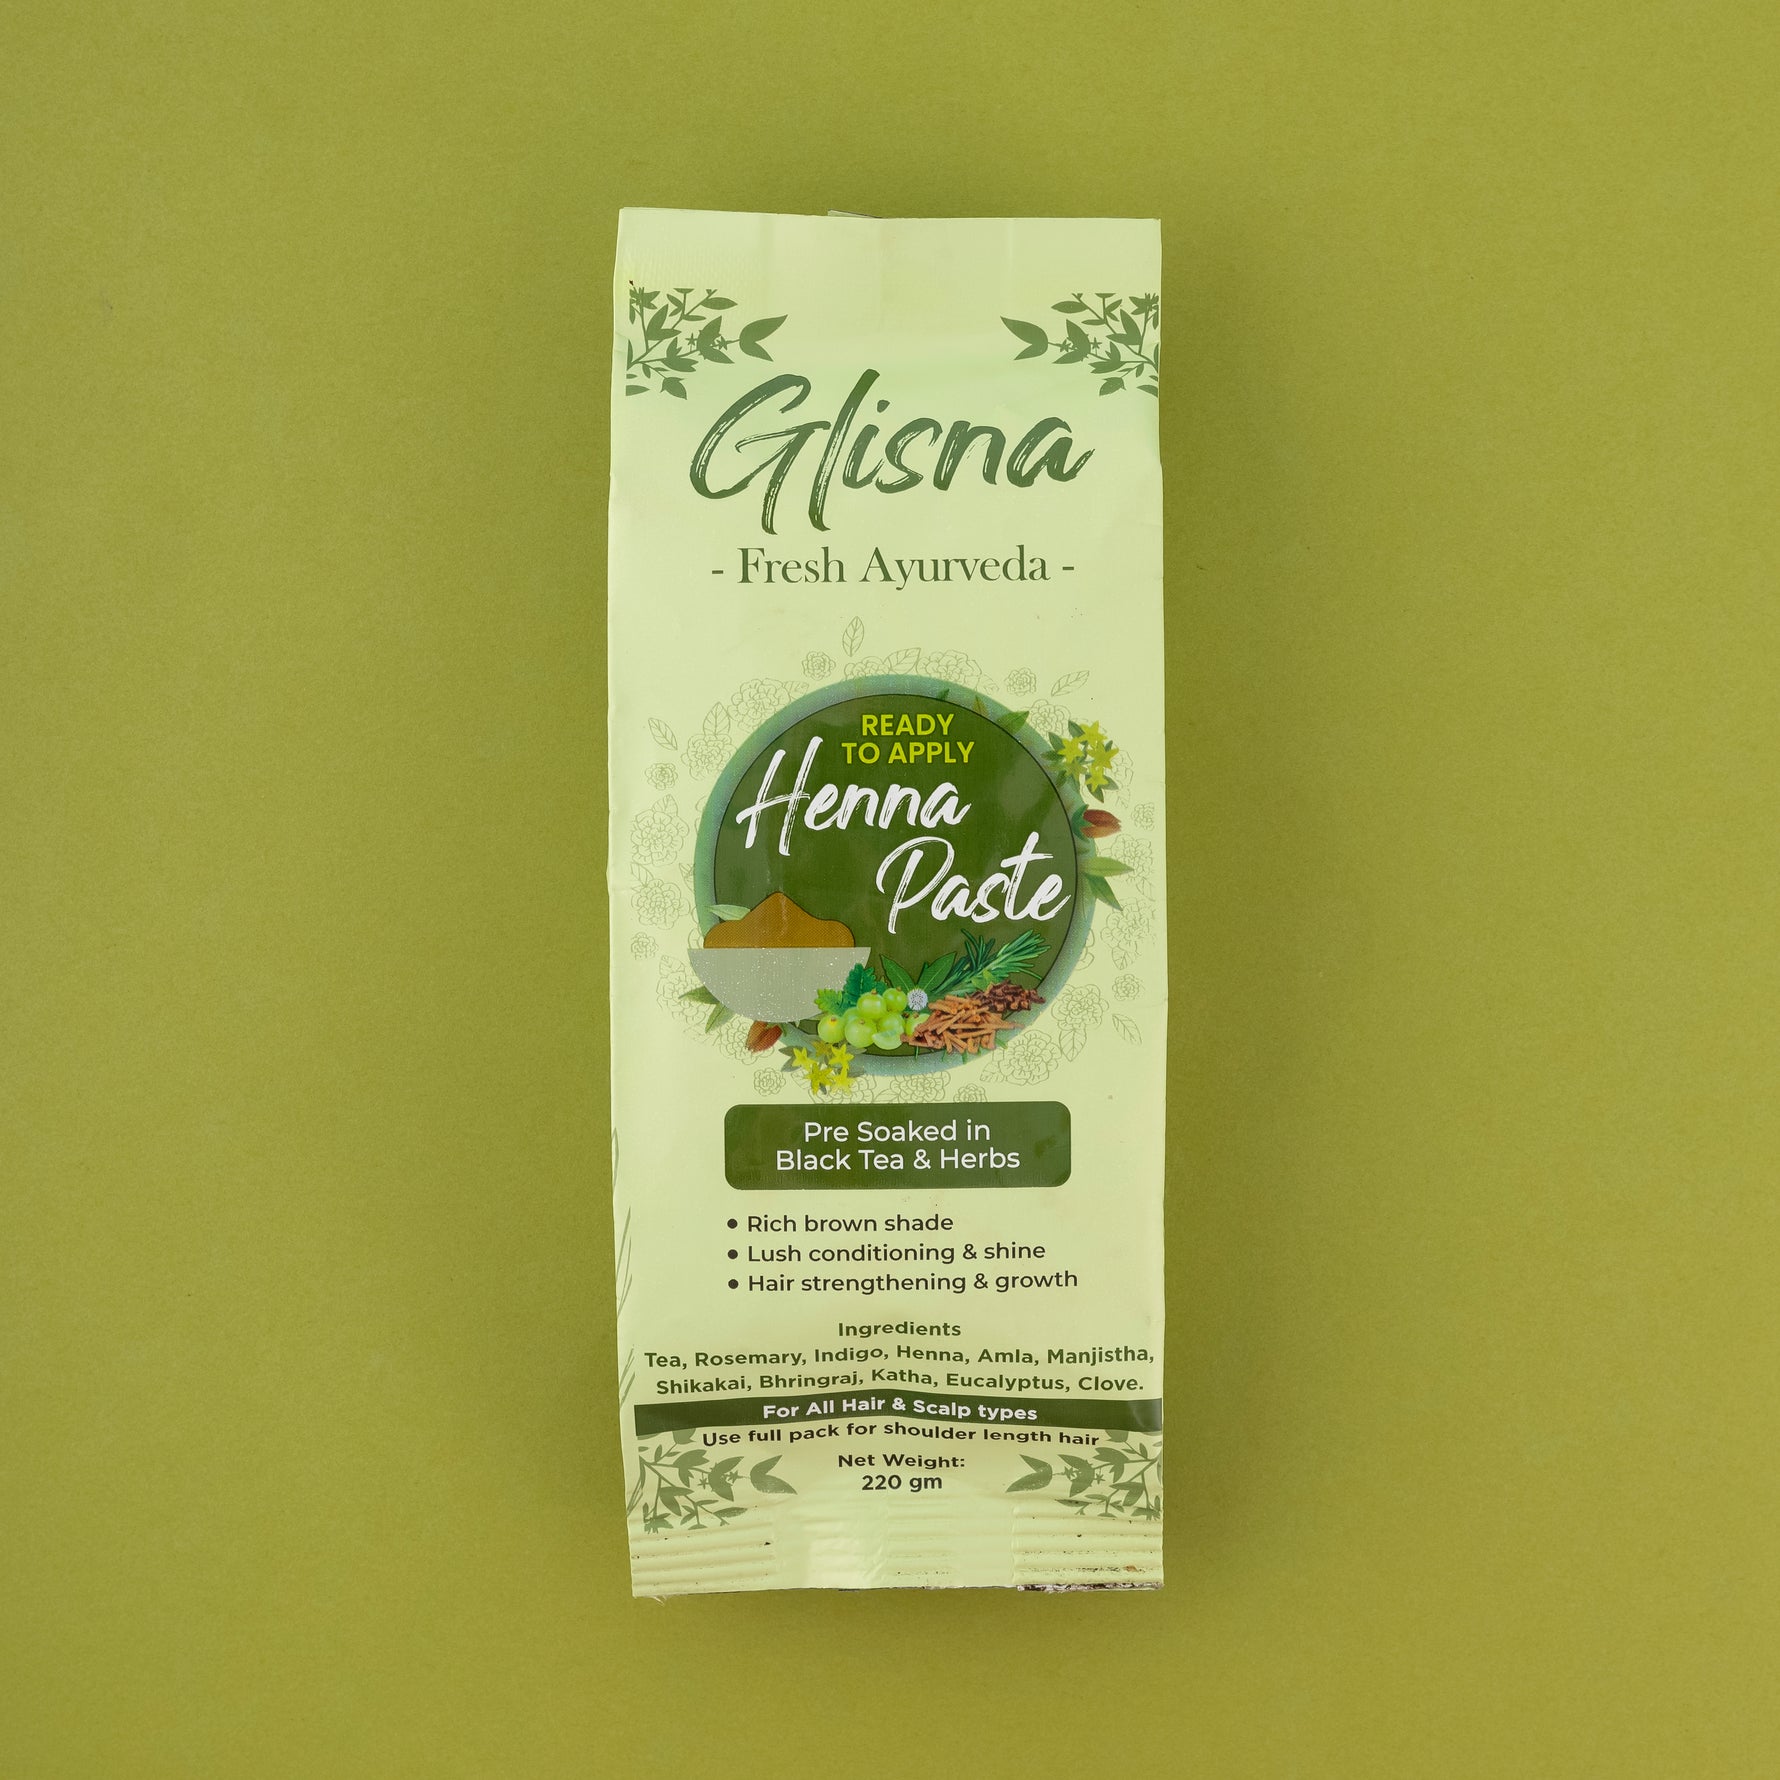 Glisna
- Fresh Ayurveda -
READY
TO APPLY
Henna
Paste
Pre Soaked in
Black Tea & Herbs
• Rich brown shade
• Lush conditioning & shine
• Hair strengthening & growth
Ingredients
Tea, Rosemary, Indigo, Henna, Amla, Manjistha,
Shikakai, Bhringraj, Katha, Eucalyptus, Clove.
For All Hair & Scalp types
Use full pack for shoulder length hair
Net Weight:
220 gm